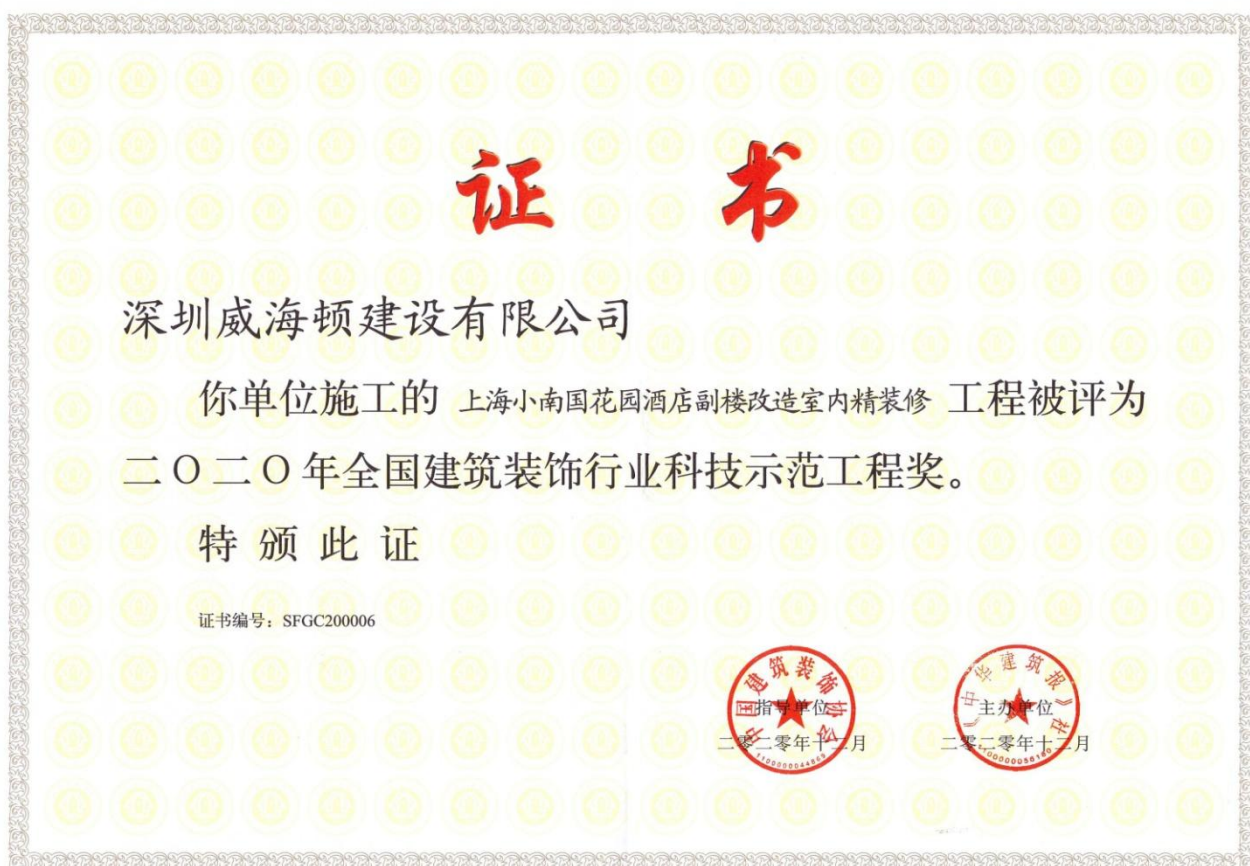 证 书
深圳威海顿建设有限公司
你单位施工的 上海小南国花园酒店副楼改造室内精装修 工程被评为
二〇二〇年全国建筑装饰行业科技示范工程奖。
特颁此证
证书编号：SFGC200006
中国建筑装饰协会
指导单位
二零二零年十二月
1100000044869
《中华建筑报》社
主办单位
二零二零年十二月